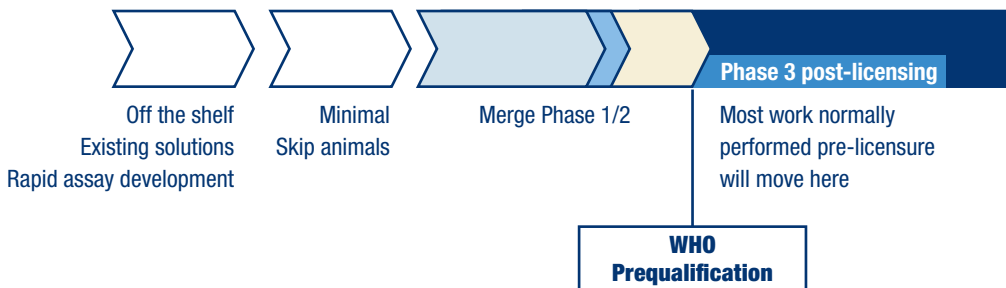 Phase 3 post-licensing
Off the shelf
Existing solutions
Rapid assay development
Minimal
Skip animals
Merge Phase 1/2
Most work normally
performed pre-licensure
will move here
WHO
Prequalification